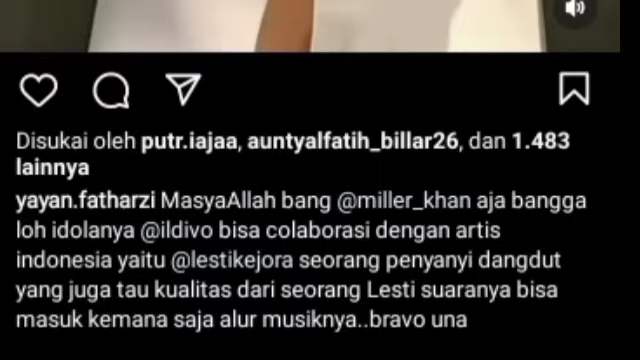 Disukai oleh putr.iajaa, auntyalfatih_billar26, dan 1.483
lainnya
yayan.fatharzi MasyaAllah bang @miller_khan aja bangga
loh idolanya @ildivo bisa colaborasi dengan artis
indonesia yaitu @lestikejora seorang penyanyi dangdut
yang juga tau kualitas dari seorang Lesti suaranya bisa
masuk kemana saja alur musiknya..bravo una